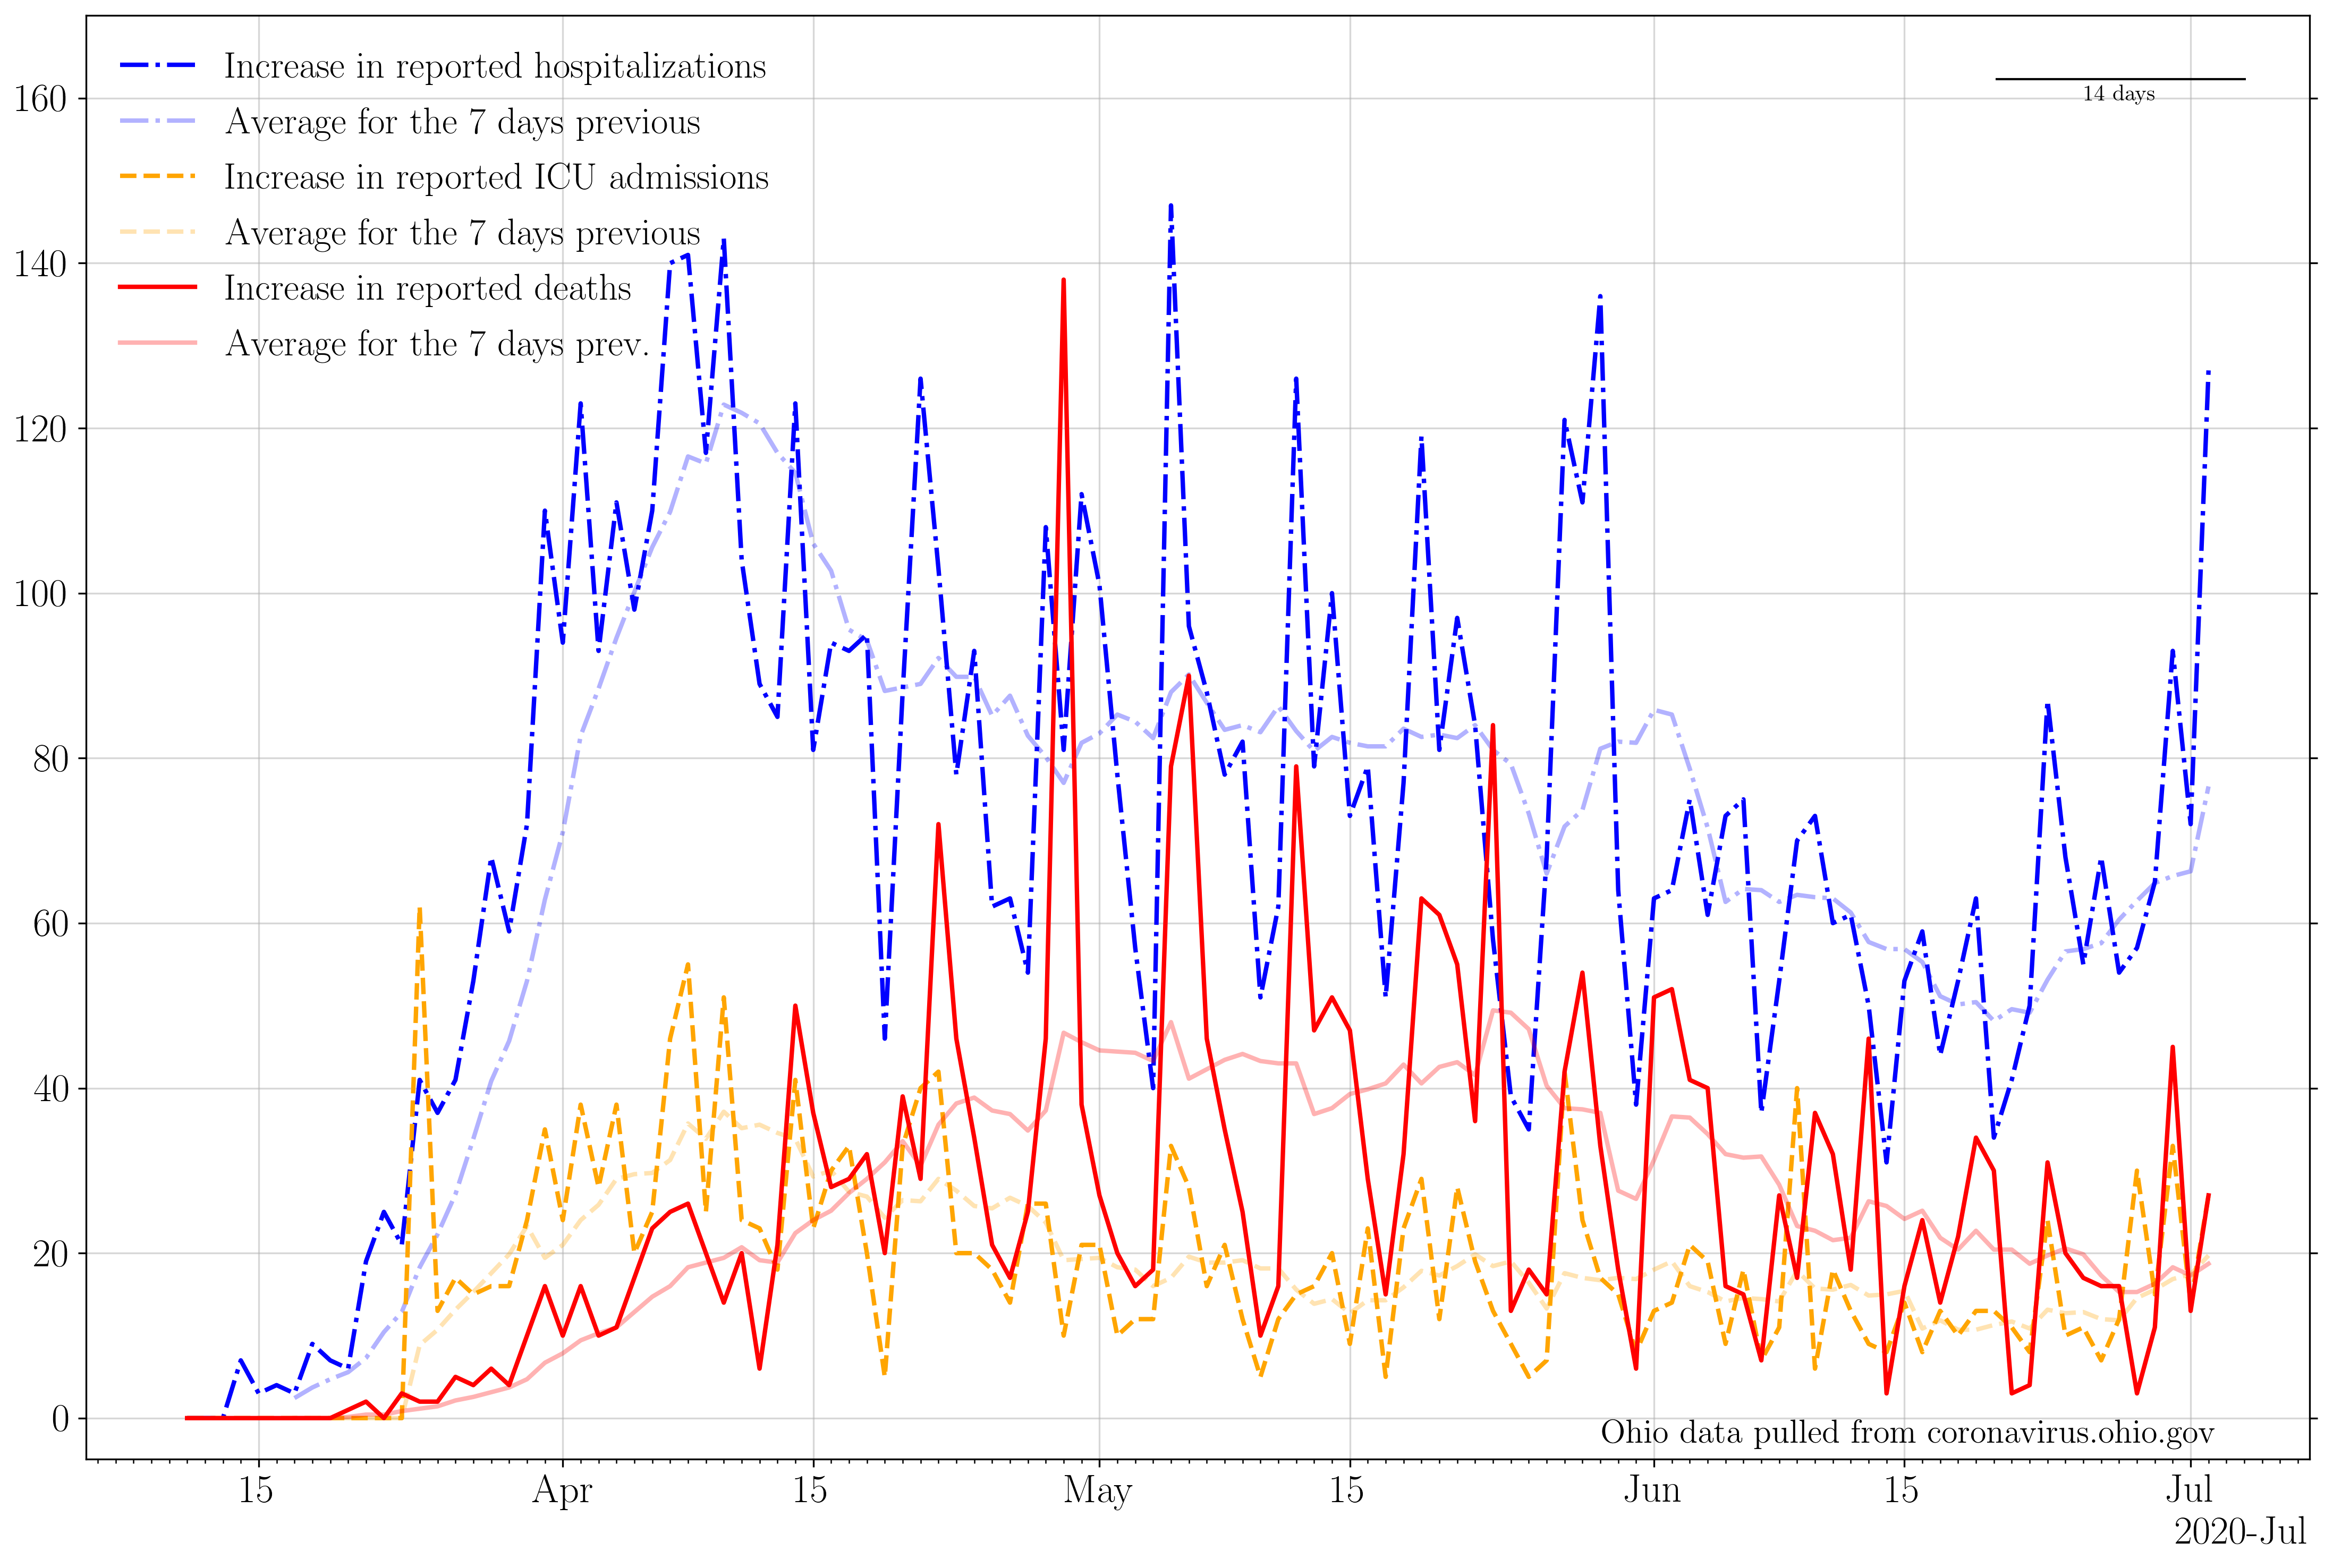 Increase in reported hospitalizations
Average for the 7 days previous
Increase in reported ICU admissions
Average for the 7 days previous
Increase in reported deaths
Average for the 7 days prev.
14 days
160
140
120
100
80
60
40
20
0
Ohio data pulled from coronavirus.ohio.gov
15 Apr 15 May 15 Jun 15 Jul
2020-Jul